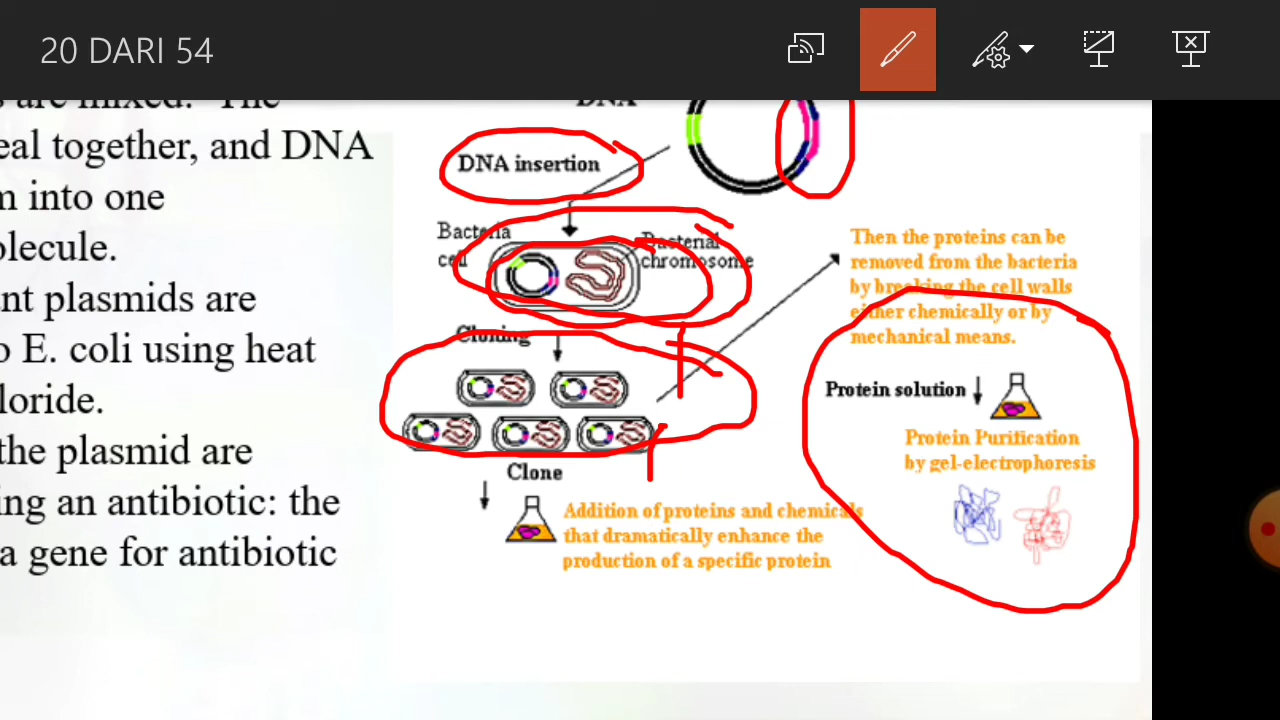 20 DARI 54
s are mixed. The
eal together, and DNA
m into one
olecule.
ant plasmids are
o E. coli using heat
loride.
the plasmid are
ing an antibiotic: the
a gene for antibiotic
DNA
DNA insertion
Bacteria
cell
Bacterial
chromosome
Cloning
Clone
Addition of proteins and chemicals
that dramatically enhance the
production of a specific protein
Then the proteins can be
removed from the bacteria
by breaking the cell walls
either chemically or by
mechanical means.
Protein solution
Protein Purification
by gel-electrophoresis